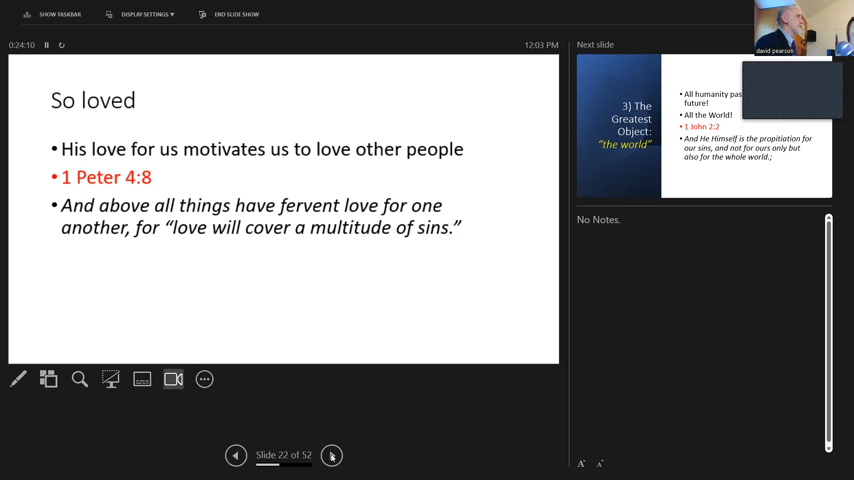 SHOW TASKBAR
DISPLAY SETTINGS ▾
END SLIDE SHOW
0:24:10
12:03 PM
Next slide
david pearson
So loved
• His love for us motivates us to love other people
• 1 Peter 4:8
• And above all things have fervent love for one
another, for “love will cover a multitude of sins.”
3) The
Greatest
Object:
“the world”
• All humanity pas
future!
• All the World!
• 1 John 2:2
• And He Himself is the propitiation for
our sins, and not for ours only but
also for the whole world.;
No Notes.
Slide 22 of 52
A A